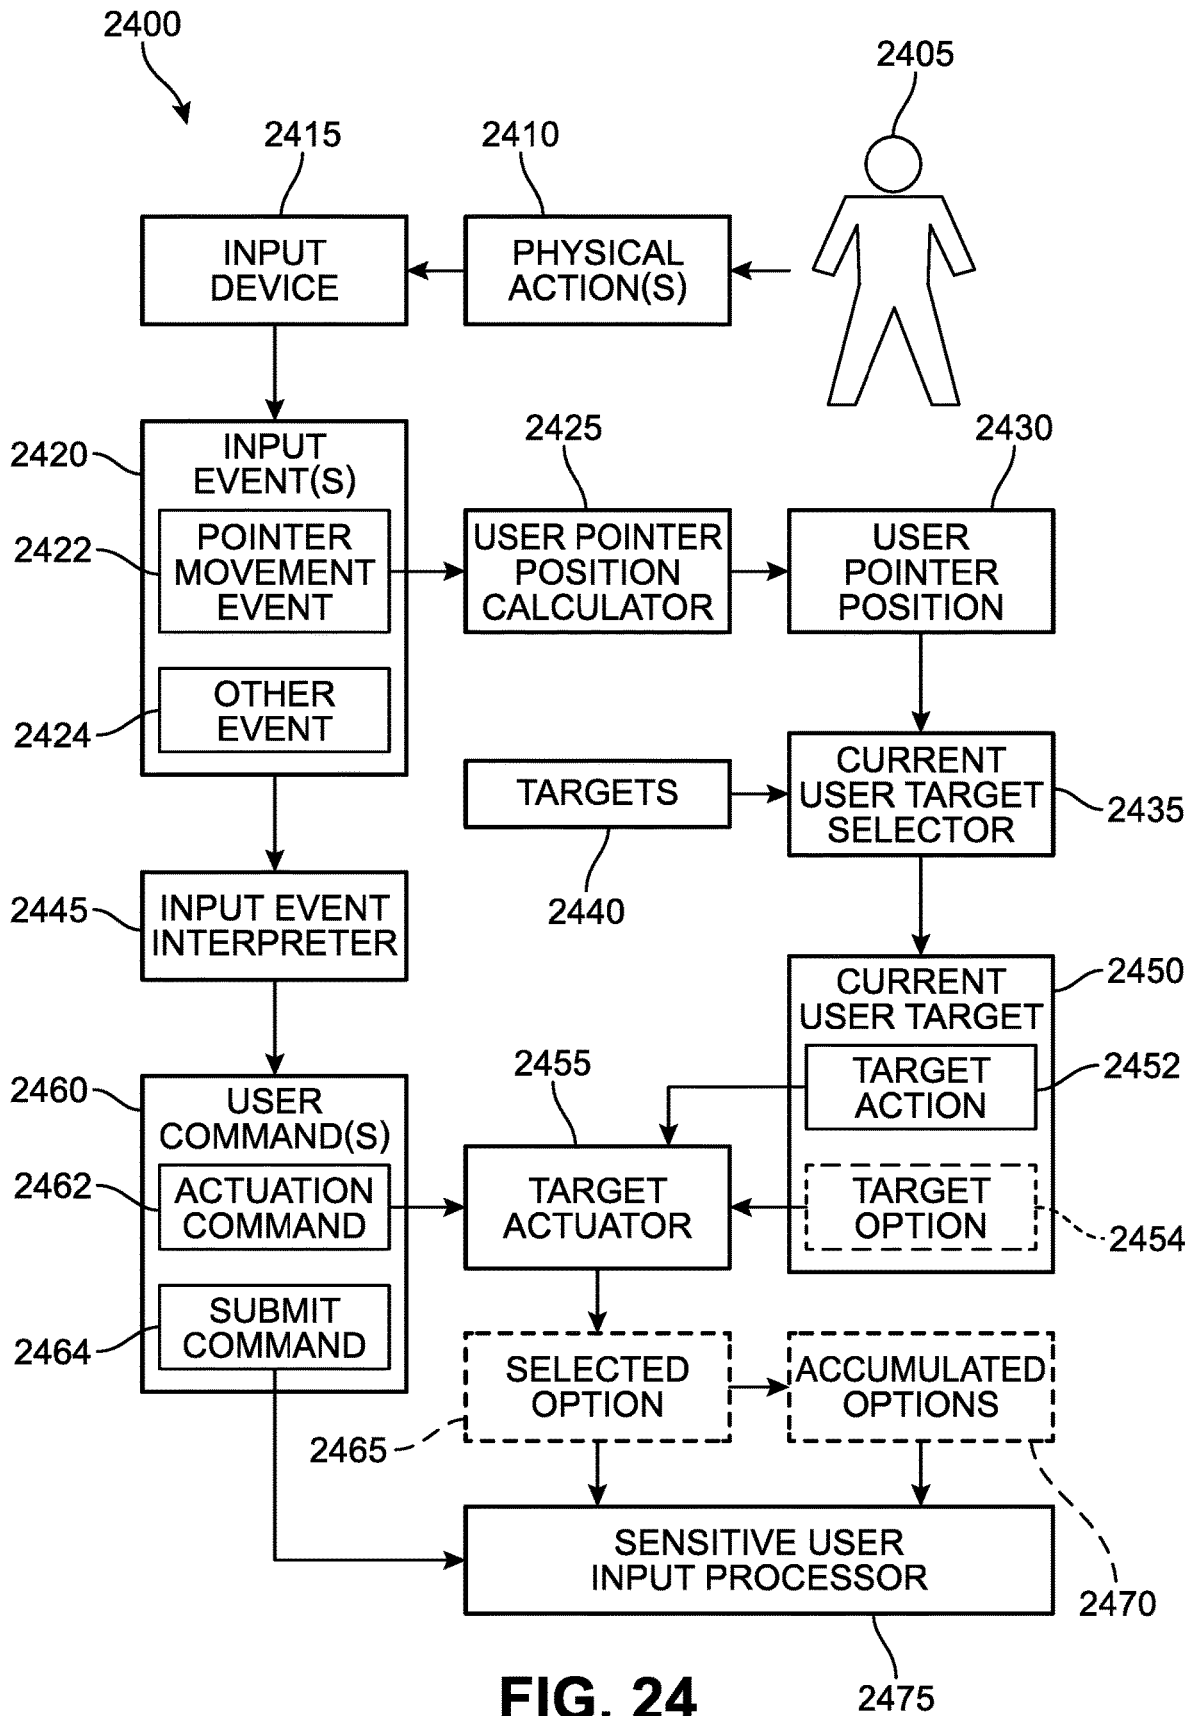 2400
2405
2415
2410
INPUT
DEVICE
PHYSICAL
ACTION(S)
2420
INPUT
EVENT(S)
2425
2430
2422
POINTER
MOVEMENT
EVENT
USER POINTER
POSITION
CALCULATOR
USER
POINTER
POSITION
2424
OTHER
EVENT
TARGETS
2440
CURRENT
USER TARGET
SELECTOR
2435
2445
INPUT EVENT
INTERPRETER
CURRENT
USER TARGET
2450
TARGET
ACTION
2452
2455
2460
USER
COMMAND(S)
2462
ACTUATION
COMMAND
TARGET
ACTUATOR
TARGET
OPTION
2454
2464
SUBMIT
COMMAND
SELECTED
OPTION
ACCUMULATED
OPTIONS
2465
SENSITIVE USER
INPUT PROCESSOR
2470
2475
FIG. 24